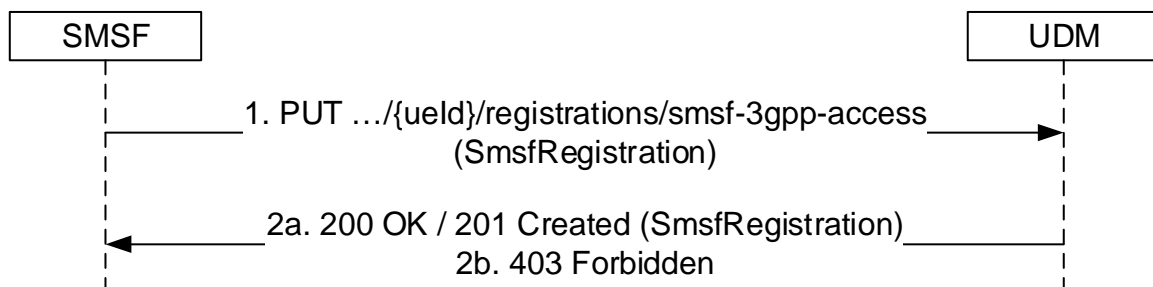 SMSF
UDM
1. PUT …/{ueId}/registrations/smsf-3gpp-access
(SmsfRegistration)
2a. 200 OK / 201 Created (SmsfRegistration)
2b. 403 Forbidden